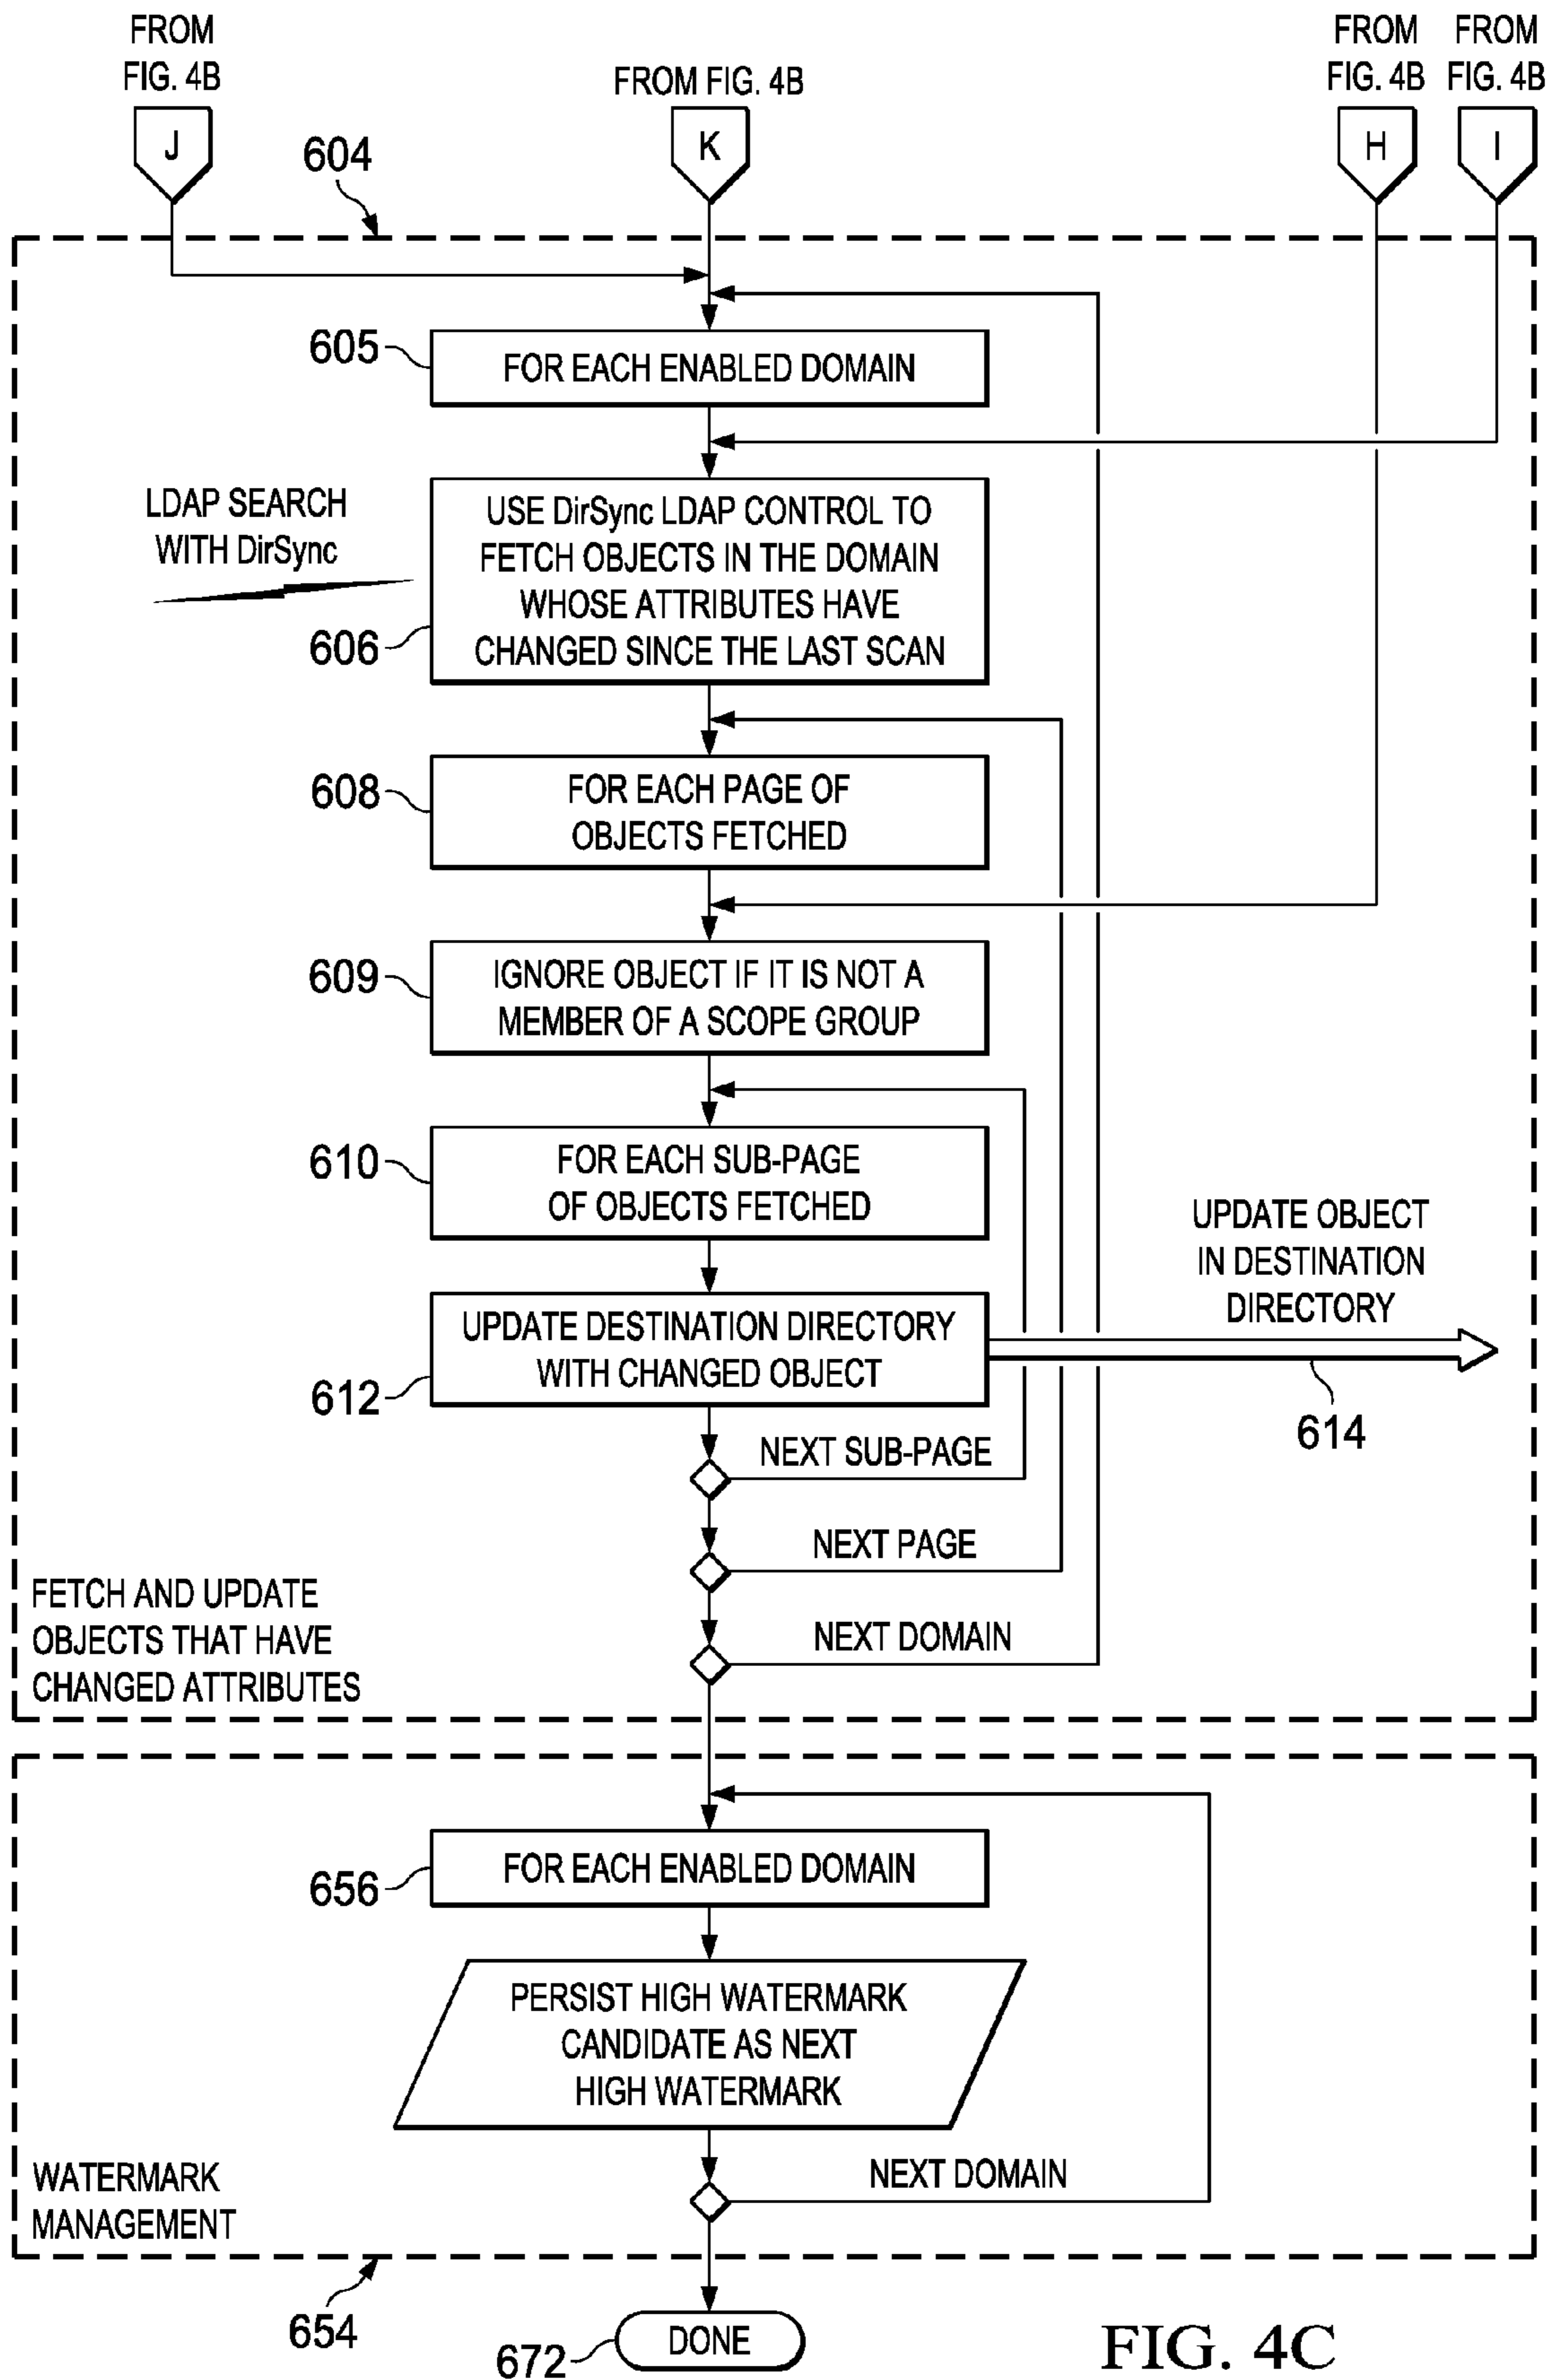 FROM
FIG. 4B
J
FROM FIG. 4B
K
FROM
FIG. 4B
H
FROM
FIG. 4B
I
604
605
FOR EACH ENABLED DOMAIN
LDAP SEARCH
WITH DirSync
606
USE DirSync LDAP CONTROL TO
FETCH OBJECTS IN THE DOMAIN
WHOSE ATTRIBUTES HAVE
CHANGED SINCE THE LAST SCAN
608
FOR EACH PAGE OF
OBJECTS FETCHED
609
IGNORE OBJECT IF IT IS NOT A
MEMBER OF A SCOPE GROUP
610
FOR EACH SUB-PAGE
OF OBJECTS FETCHED
612
UPDATE DESTINATION DIRECTORY
WITH CHANGED OBJECT
UPDATE OBJECT
IN DESTINATION
DIRECTORY
614
NEXT SUB-PAGE
NEXT PAGE
NEXT DOMAIN
FETCH AND UPDATE
OBJECTS THAT HAVE
CHANGED ATTRIBUTES
656
FOR EACH ENABLED DOMAIN
PERSIST HIGH WATERMARK
CANDIDATE AS NEXT
HIGH WATERMARK
NEXT DOMAIN
WATERMARK
MANAGEMENT
654
672
DONE
FIG. 4C